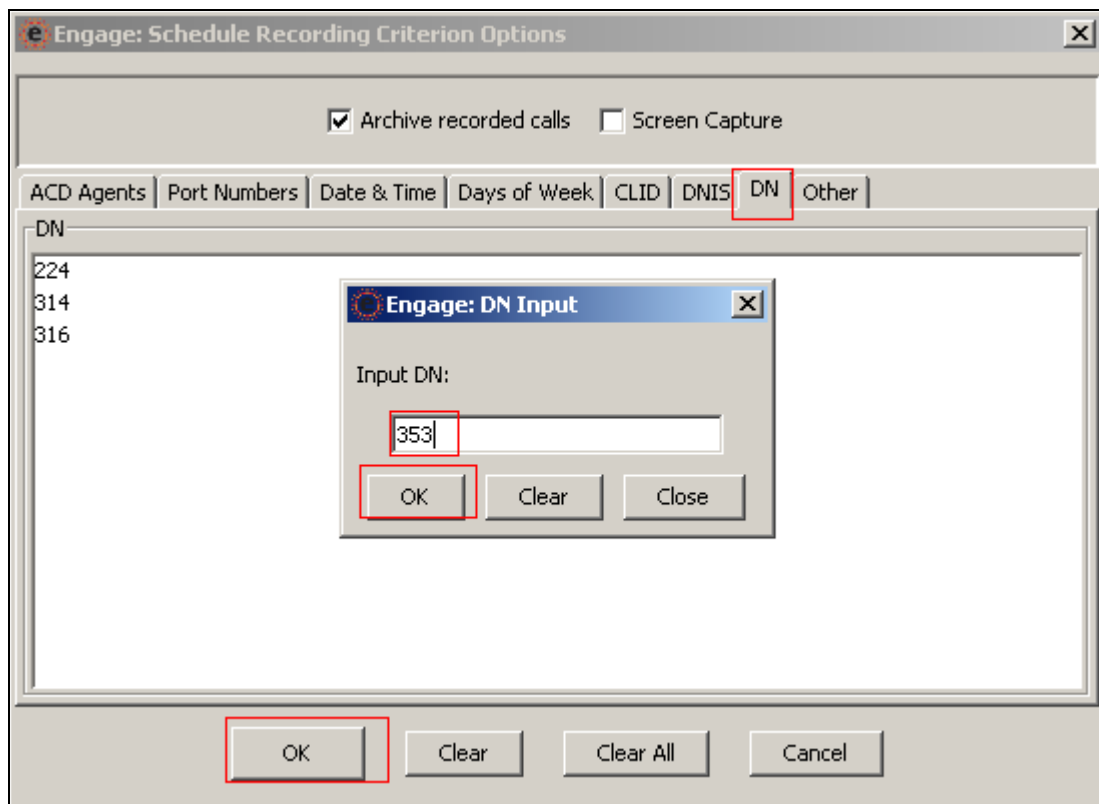 Engage: Schedule Recording Criterion Options
Archive recorded calls Screen Capture
ACD Agents Port Numbers Date & Time Days of Week CLID DNIS DN Other
DN
224
314
316
Engage: DN Input
Input DN:
353
OK Clear Close
OK Clear Clear All Cancel